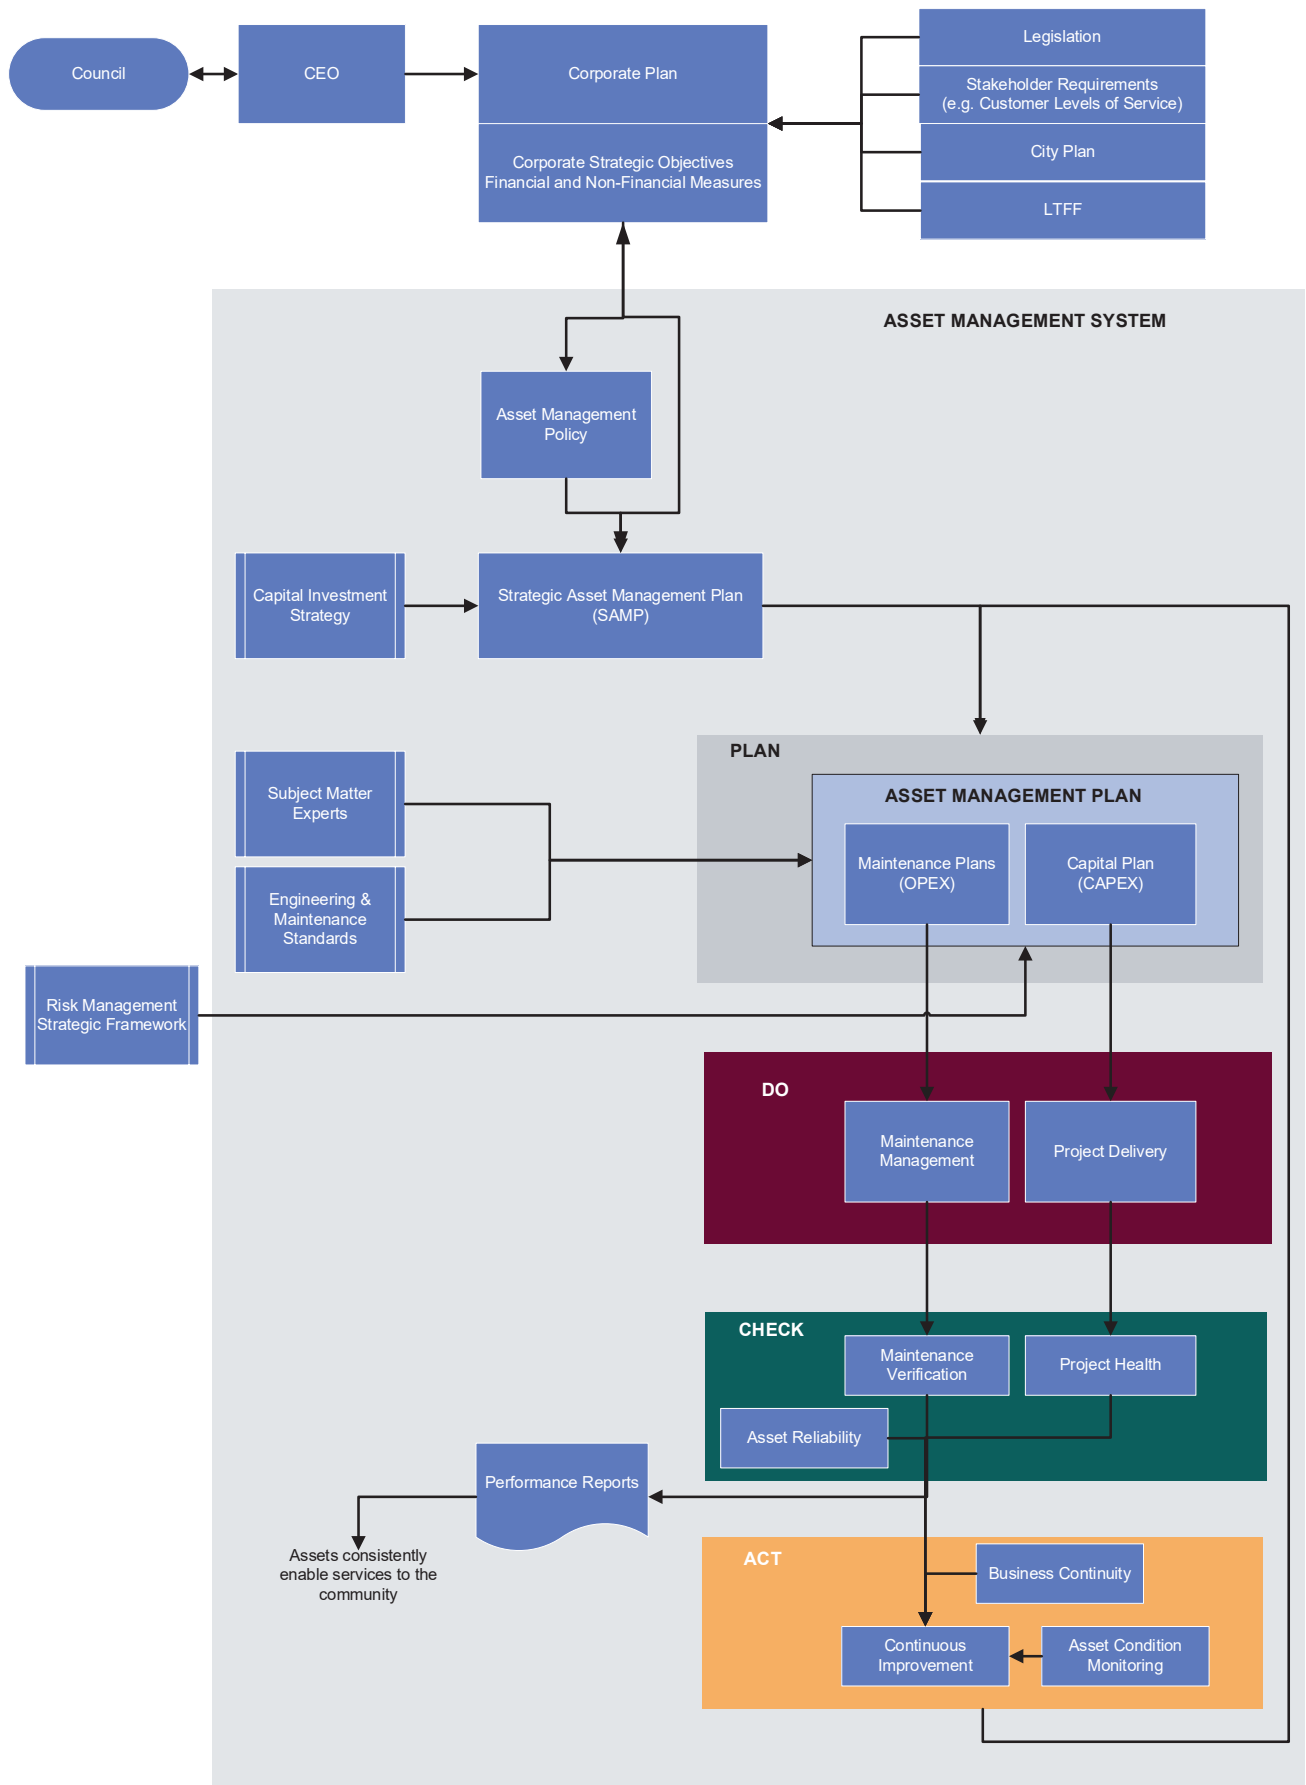 Council
CEO
Corporate Plan
Corporate Strategic Objectives
Financial and Non-Financial Measures
Legislation
Stakeholder Requirements
(e.g. Customer Levels of Service)
City Plan
LTFF
ASSET MANAGEMENT SYSTEM
Asset Management
Policy
Capital Investment
Strategy
Strategic Asset Management Plan
(SAMP)
Subject Matter
Experts
Engineering &
Maintenance
Standards
Risk Management
Strategic Framework
PLAN
ASSET MANAGEMENT PLAN
Maintenance Plans
(OPEX)
Capital Plan
(CAPEX)
DO
Maintenance
Management
Project Delivery
CHECK
Maintenance
Verification
Project Health
Asset Reliability
Performance Reports
Assets consistently
enable services to the
community
ACT
Business Continuity
Continuous
Improvement
Asset Condition
Monitoring